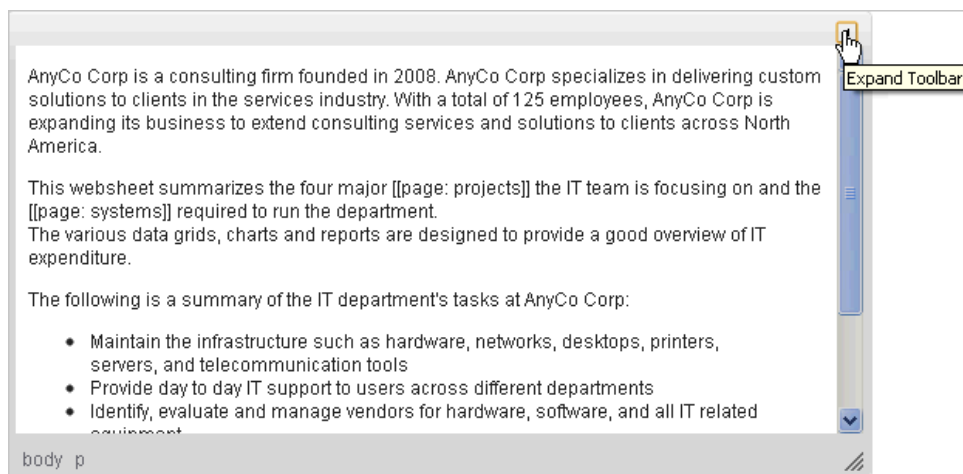 Expand Toolbar
AnyCo Corp is a consulting firm founded in 2008. AnyCo Corp specializes in delivering custom
solutions to clients in the services industry. With a total of 125 employees, AnyCo Corp is
expanding its business to extend consulting services and solutions to clients across North
America.
This websheet summarizes the four major [[page: projects]] the IT team is focusing on and the
[[page: systems]] required to run the department.
The various data grids, charts and reports are designed to provide a good overview of IT
expenditure.
The following is a summary of the IT department's tasks at AnyCo Corp:
• Maintain the infrastructure such as hardware, networks, desktops, printers,
servers, and telecommunication tools
• Provide day to day IT support to users across different departments
• Identify, evaluate and manage vendors for hardware, software, and all IT related
equipment
body p